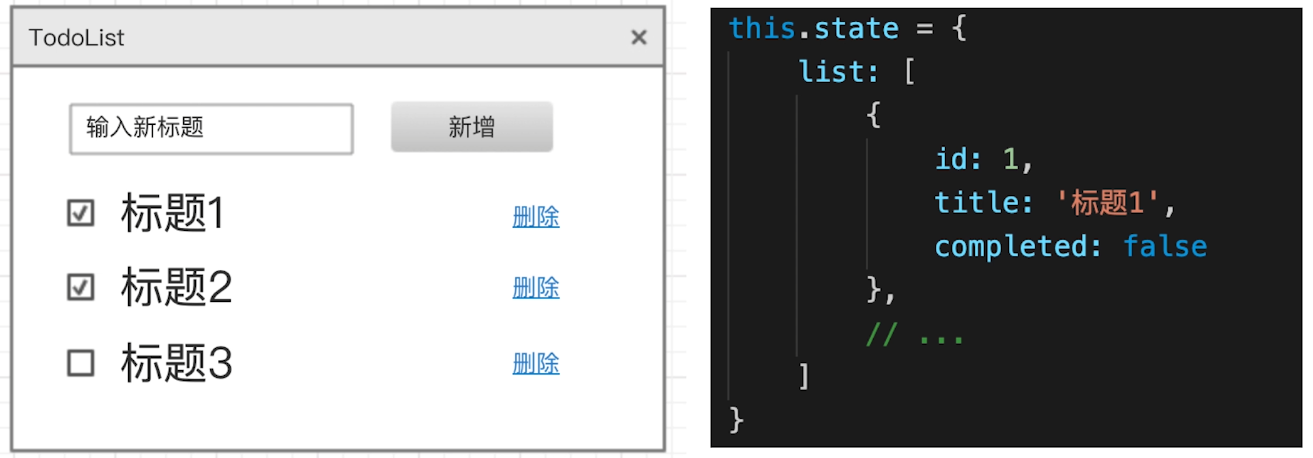 TodoList
输入新标题
新增
标题1 删除
标题2 删除
标题3 删除
this.state = {
list: [
{
id: 1,
title: '标题1',
completed: false
},
// ...
]
}